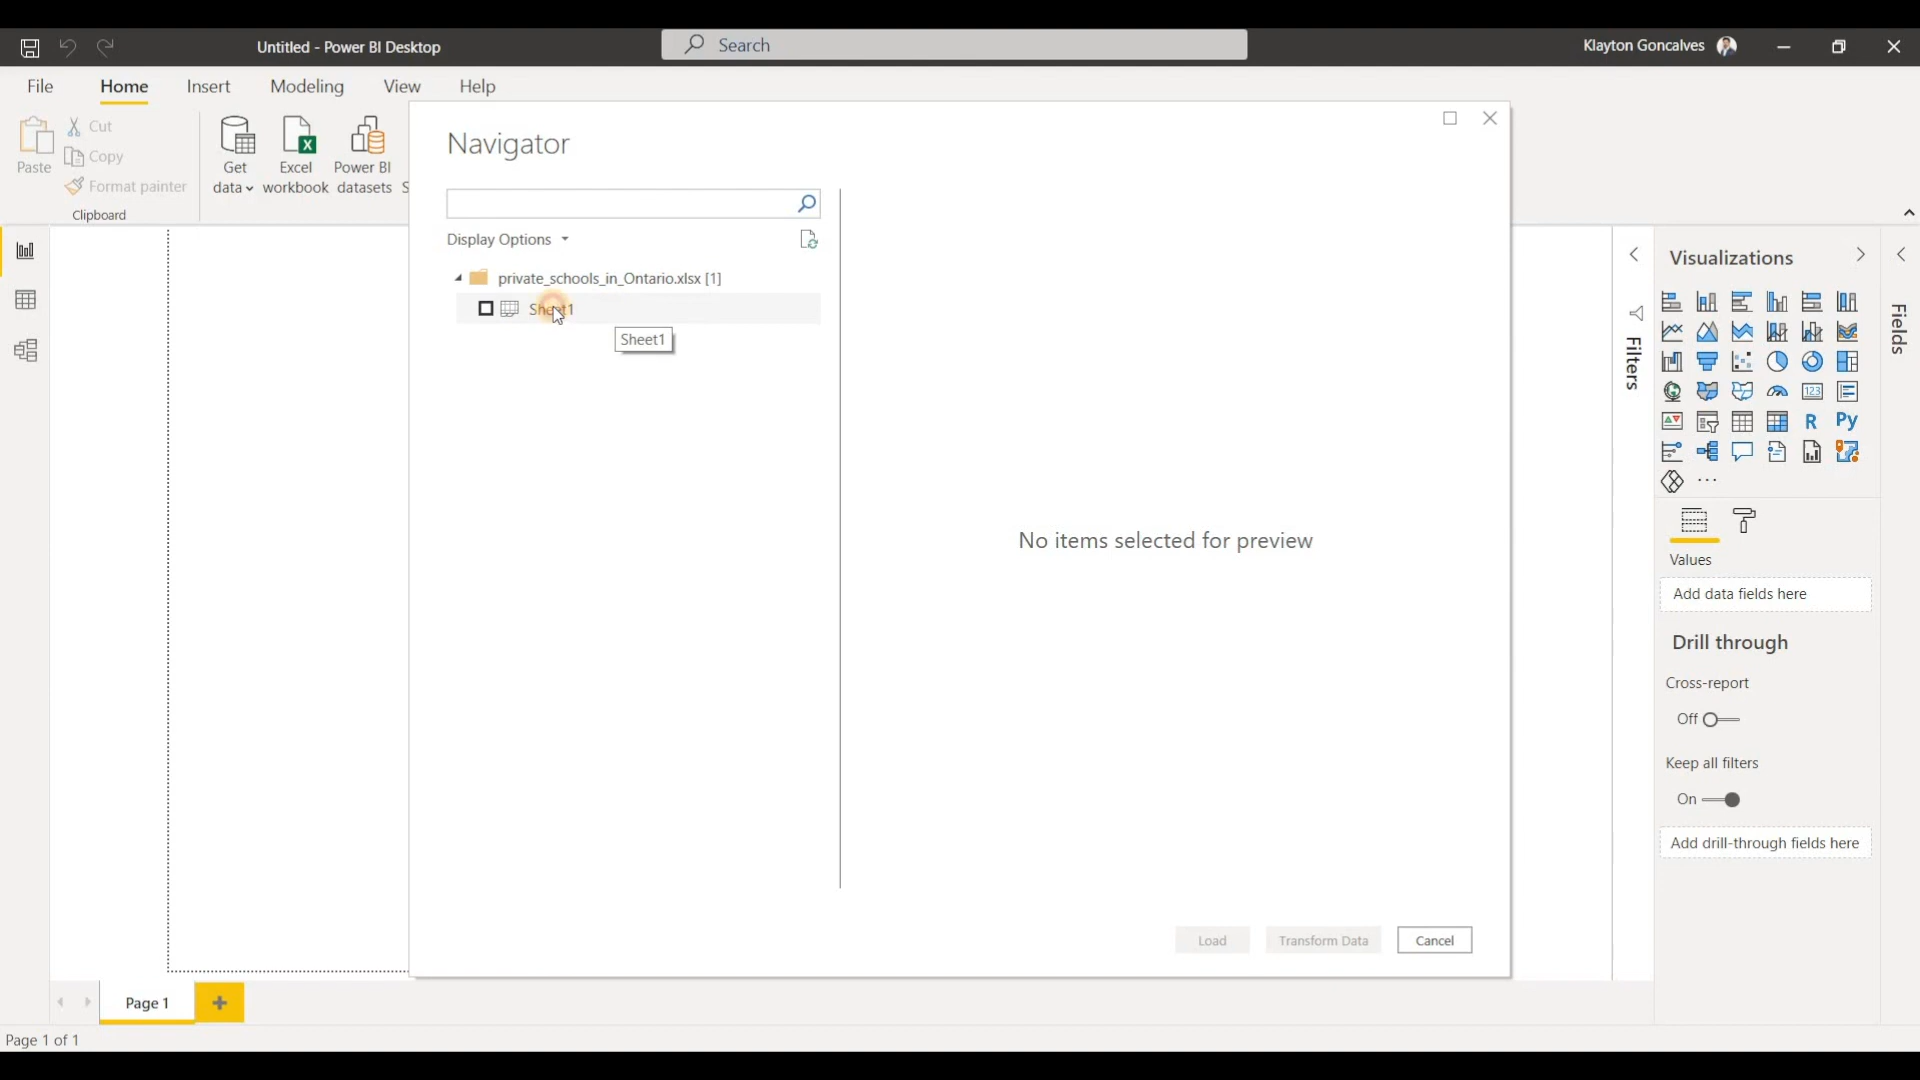 Untitled - Power BI Desktop
Search
Klayton Goncalves
File
Home
Insert
Modeling
View
Help
Paste
Cut
Copy
Format painter
Clipboard
Get
data
Excel
workbook
Power BI
datasets
S
Navigator
Display Options
private_schools_in_Ontario.xlsx [1]
Sheet1
Sheet1
No items selected for preview
Load
Transform Data
Cancel
Filters
Visualizations
123
R
Py
Values
Add data fields here
Drill through
Cross-report
Off
Keep all filters
On
Add drill-through fields here
Fields
Page 1
Page 1 of 1